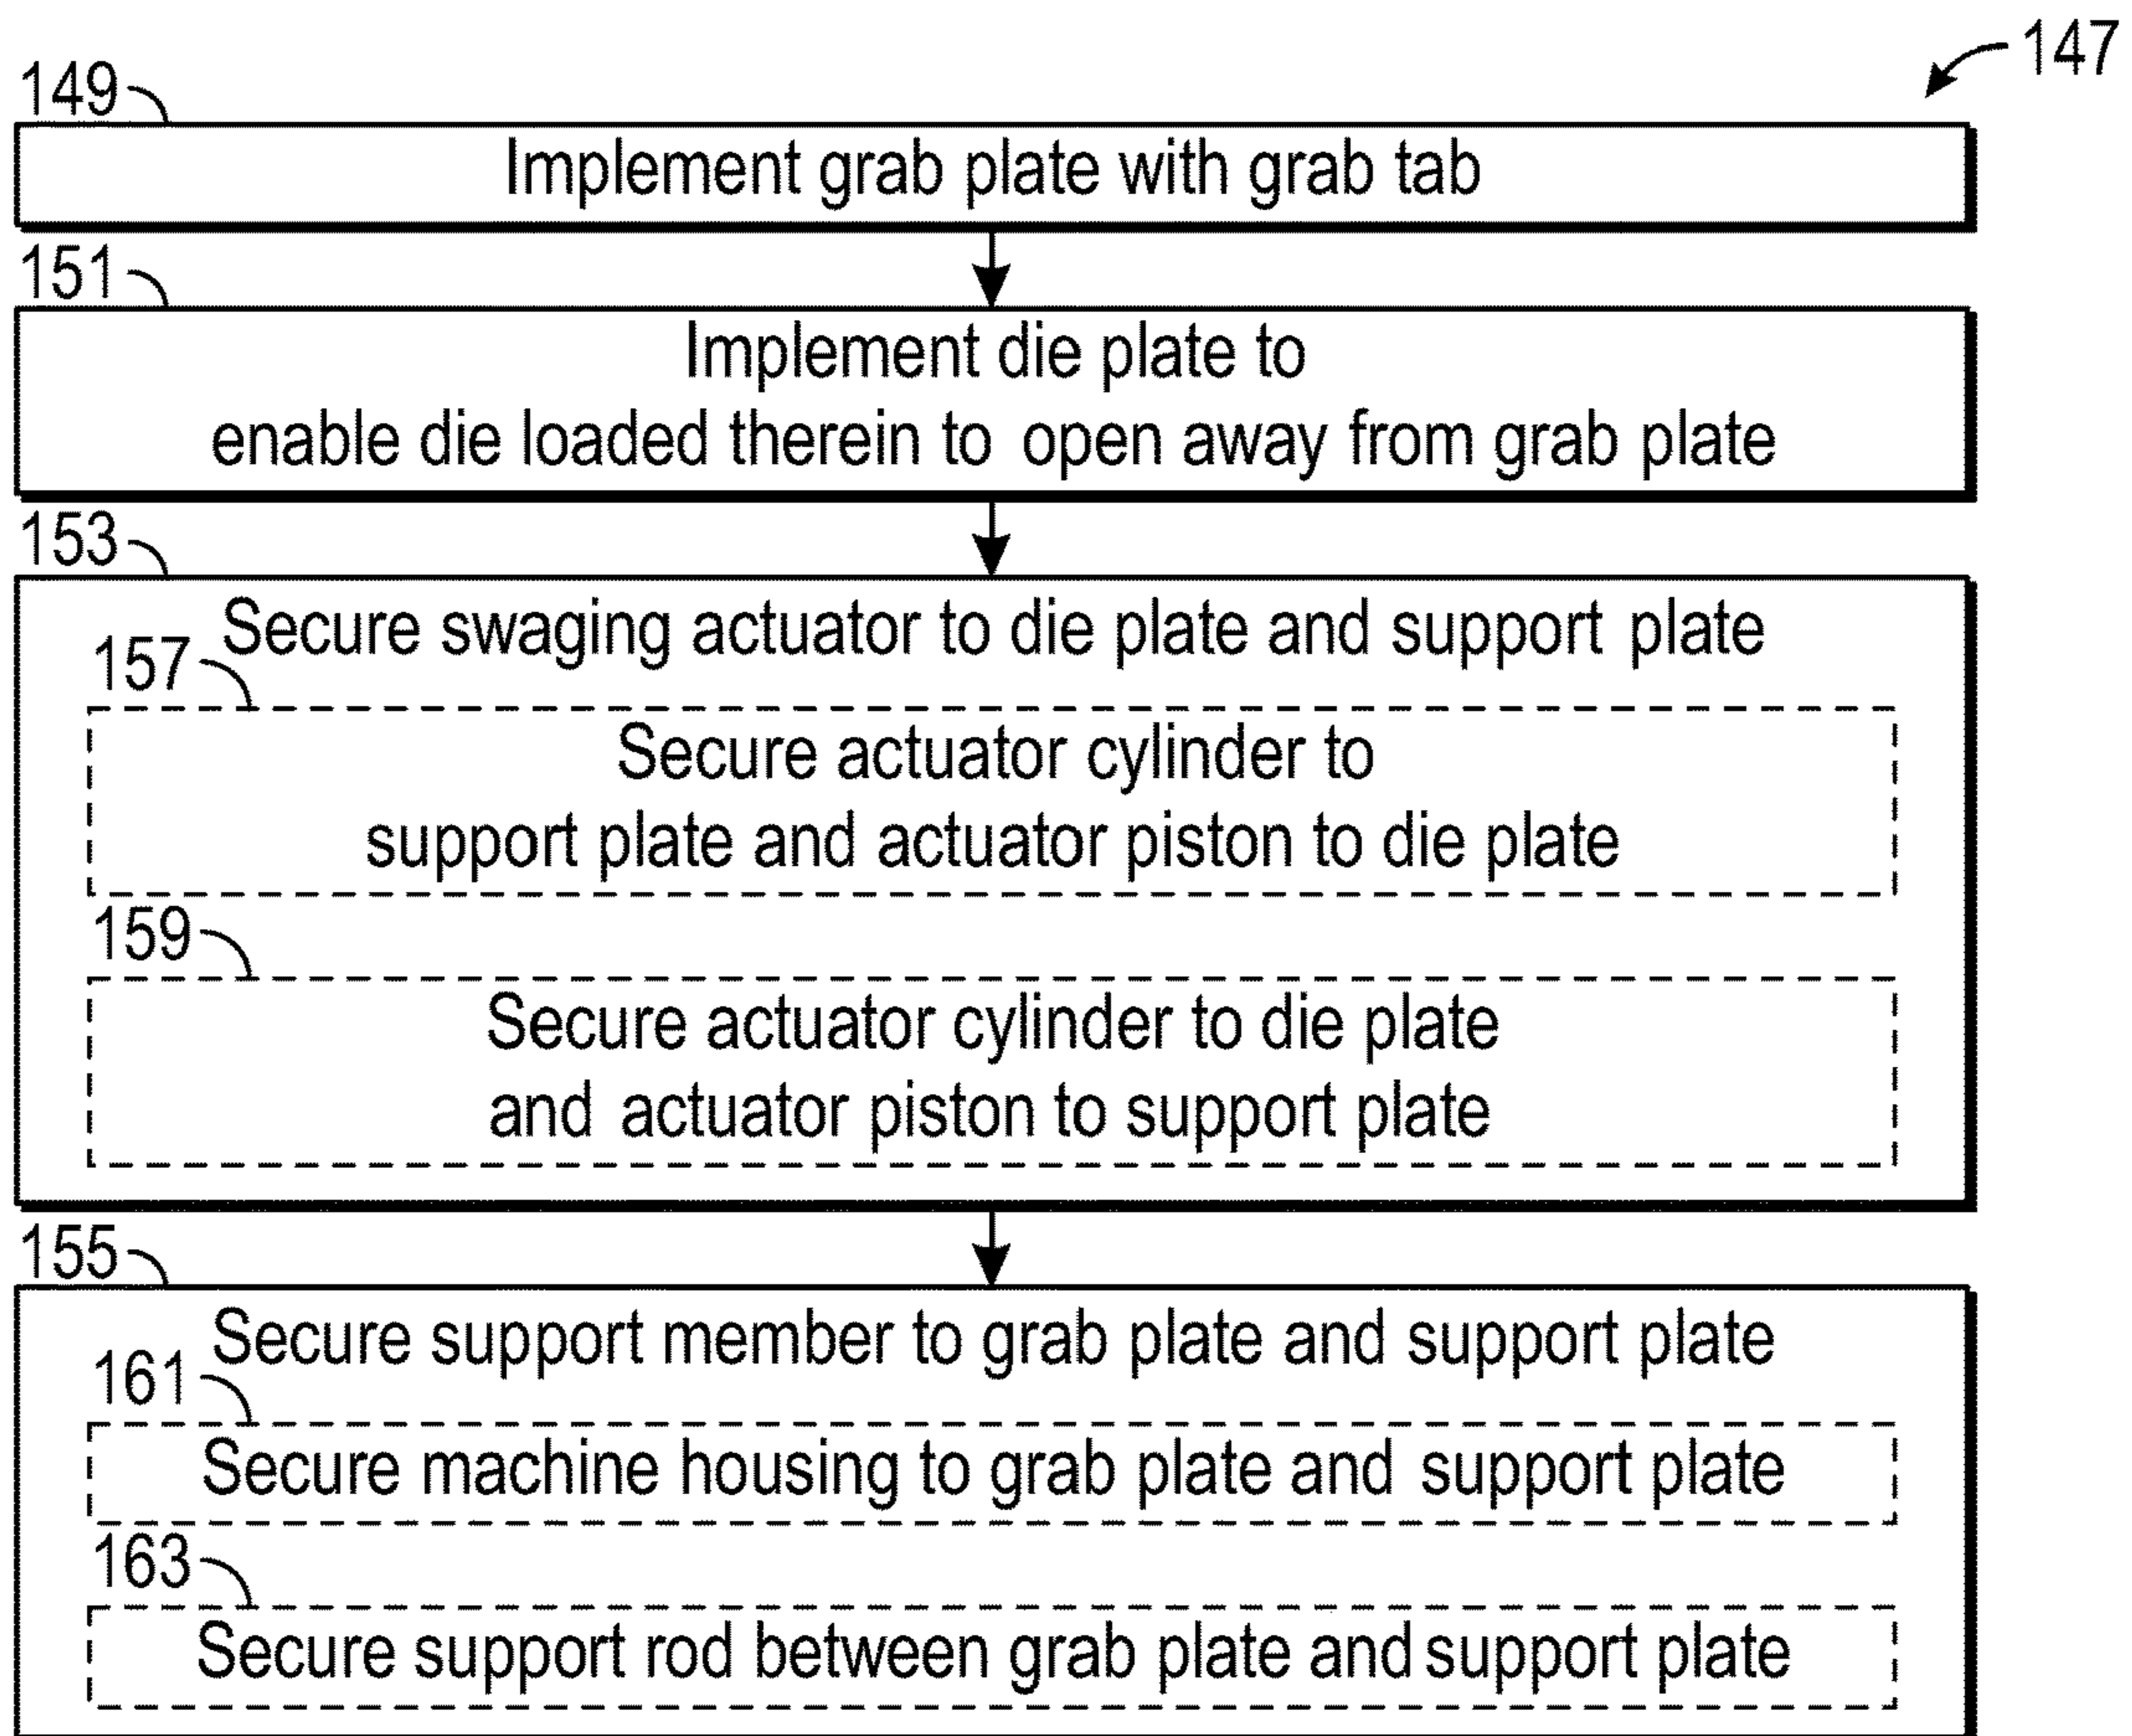 147
149
Implement grab plate with grab tab
151
Implement die plate to
enable die loaded therein to open away from grab plate
153
Secure swaging actuator to die plate and support plate
157
Secure actuator cylinder to
support plate and actuator piston to die plate
159
Secure actuator cylinder to die plate
and actuator piston to support plate
155
Secure support member to grab plate and support plate
161
Secure machine housing to grab plate and support plate
163
Secure support rod between grab plate and support plate